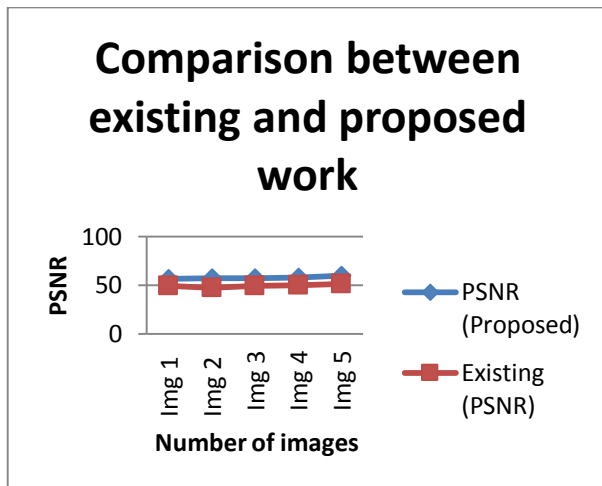 Comparison between
existing and proposed
work
100
50
0
PSNR
Img 1
Img 2
Img 3
Img 4
Img 5
Number of images
PSNR
(Proposed)
Existing
(PSNR)